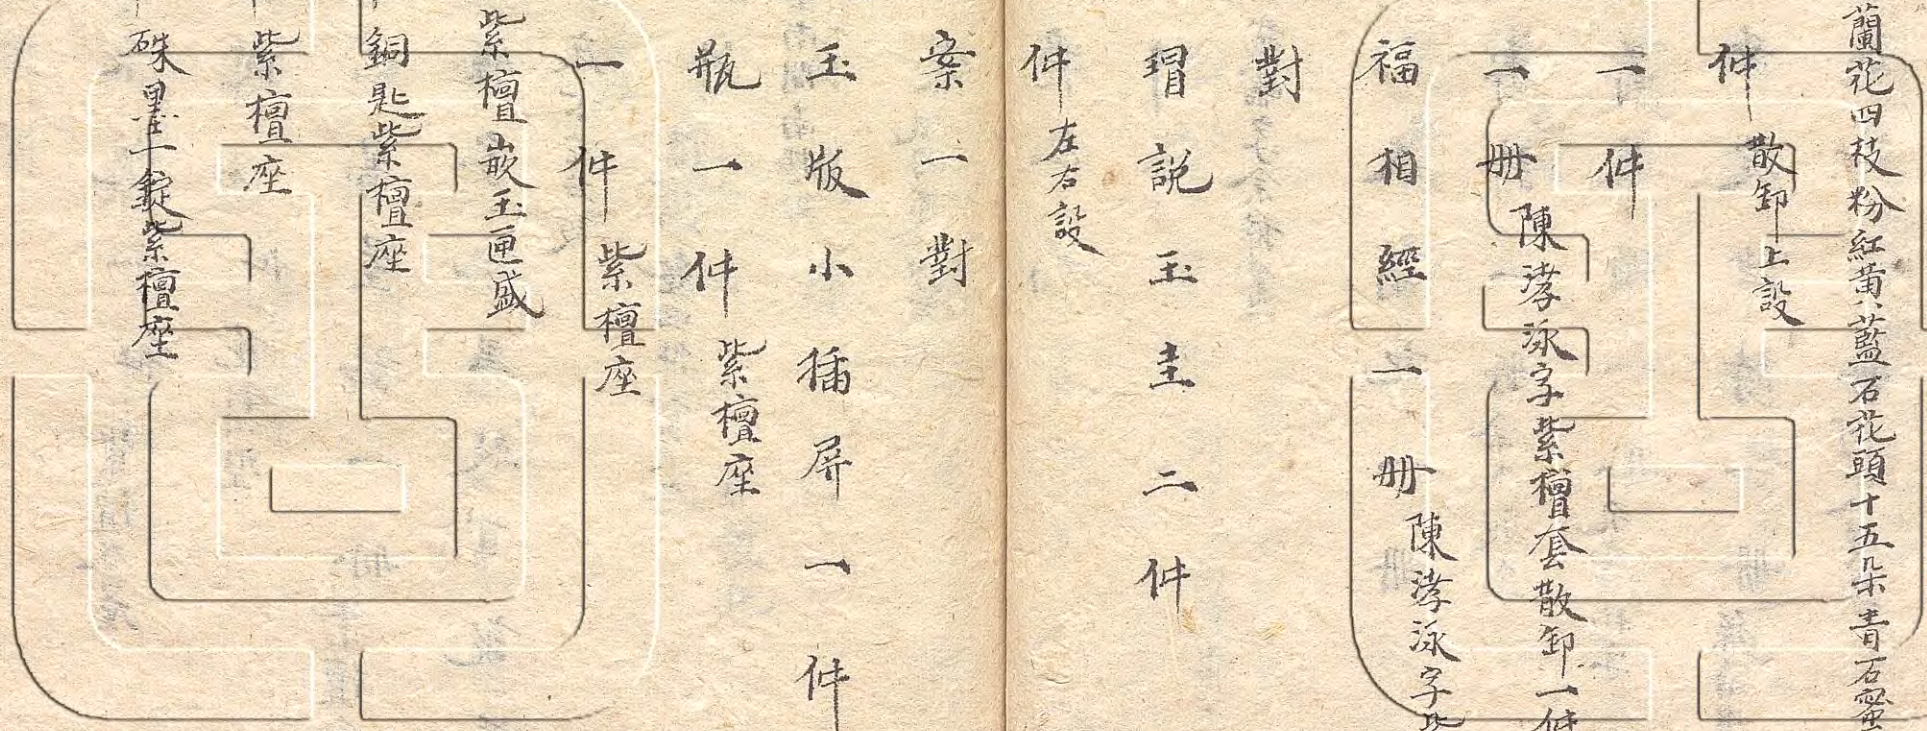 蘭花四枝粉紅黃八藍石花頭十五朵青石蜜
件散卸上設
一件
一册陳孝泳字紫檀套散卸一件
福相經一册陳孝泳字紫
對
瑁説玉圭二件
件左右設
案一對
玉版小插屏一件
瓶一件紫檀座
一件紫檀座
紫檀嵌玉匣盛
銅匙紫檀座
紫檀座
硃墨一錠紫檀座